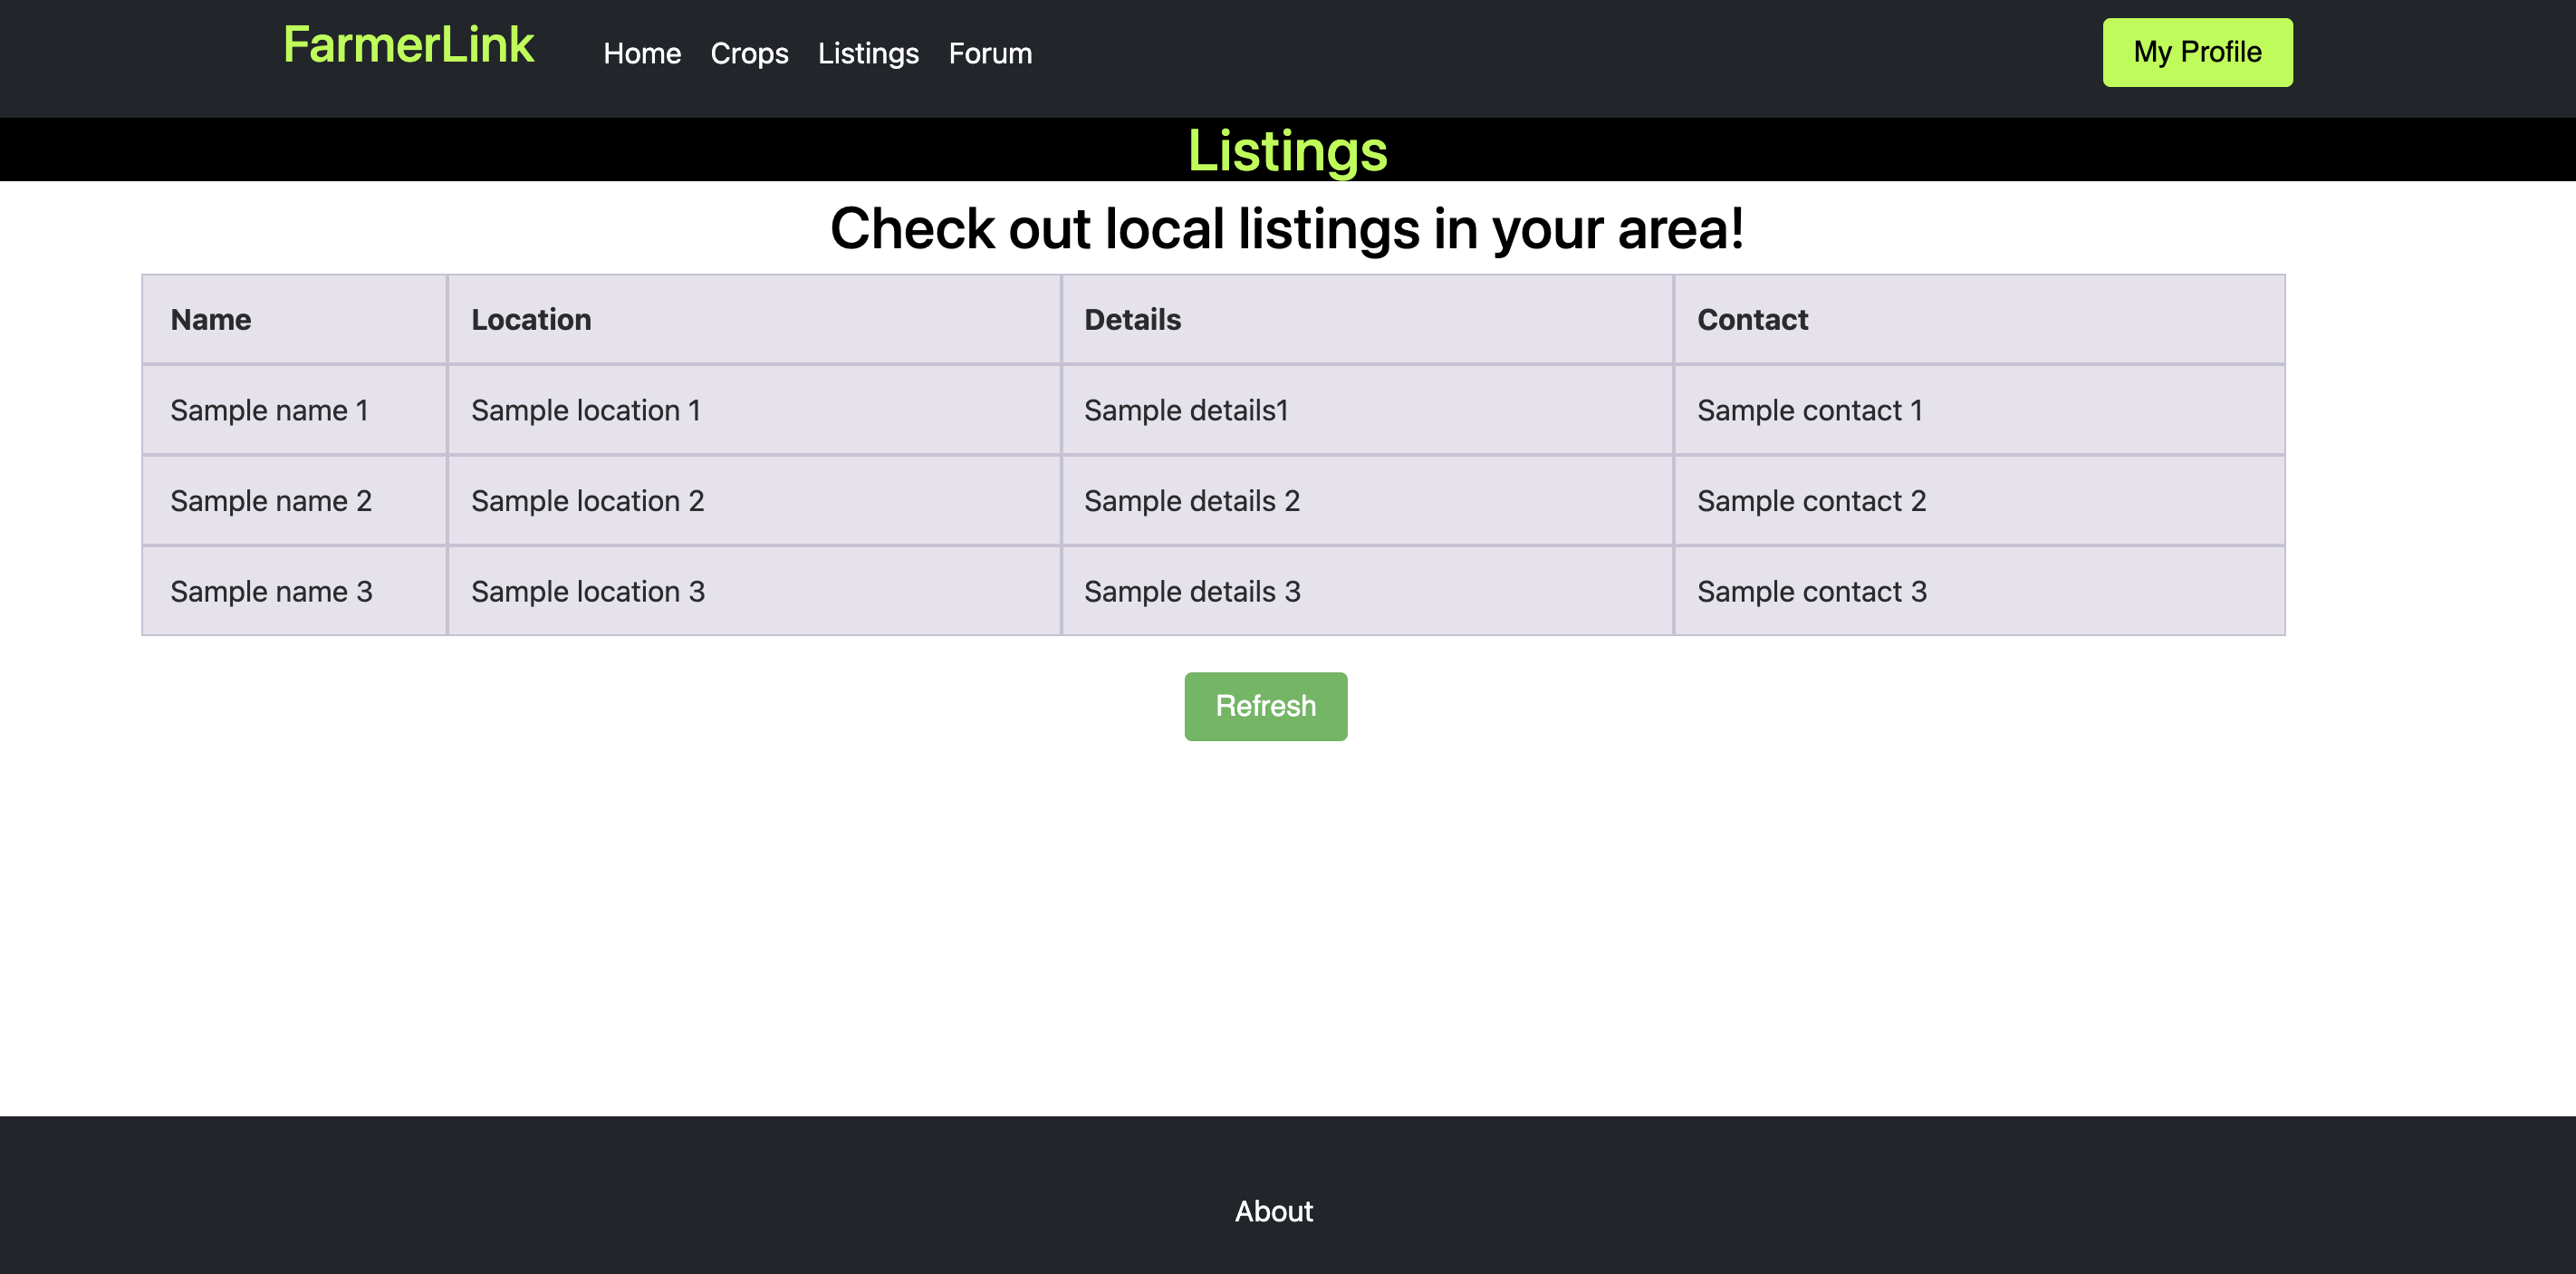 FarmerLink Home Crops Listings Forum My Profile
Listings
Check out local listings in your area!
Name Location Details Contact
Sample name 1 Sample location 1 Sample details1 Sample contact 1
Sample name 2 Sample location 2 Sample details 2 Sample contact 2
Sample name 3 Sample location 3 Sample details 3 Sample contact 3
Refresh
About